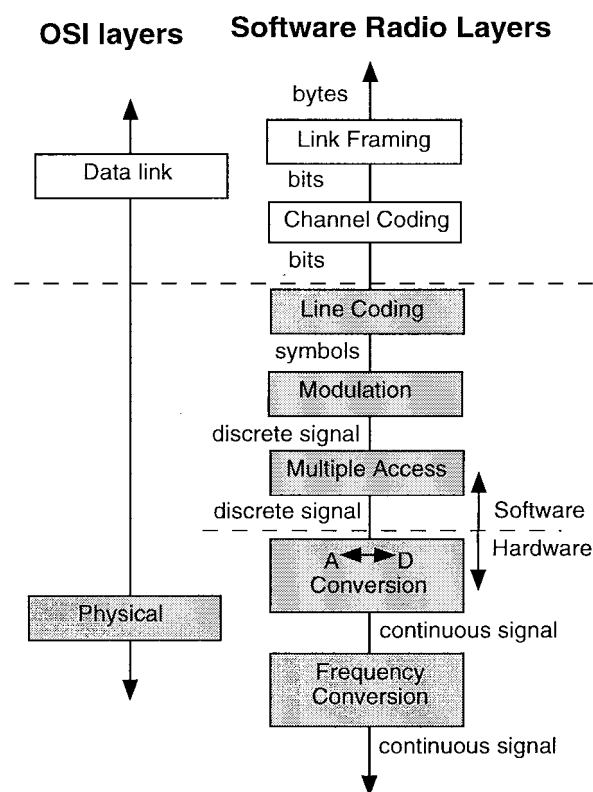 OSI layers
Software Radio Layers
bytes
Link Framing
Data link
bits
Channel Coding
bits
Line Coding
symbols
Modulation
discrete signal
Multiple Access
discrete signal
Software
Hardware
A D
Conversion
Physical
continuous signal
Frequency
Conversion
continuous signal